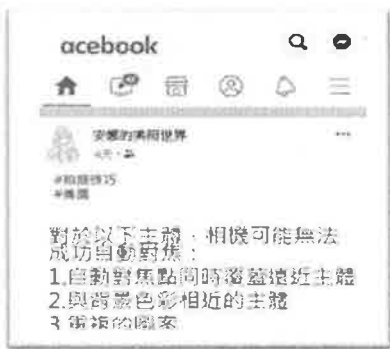 acebook
安娜的美照世界
#拍照技巧
對於以下主體，相機可能無法
成功自動對焦：
1.自動對焦點同時覆蓋遠近主體
2.與背景色彩相近的主體
3.重複的圖案